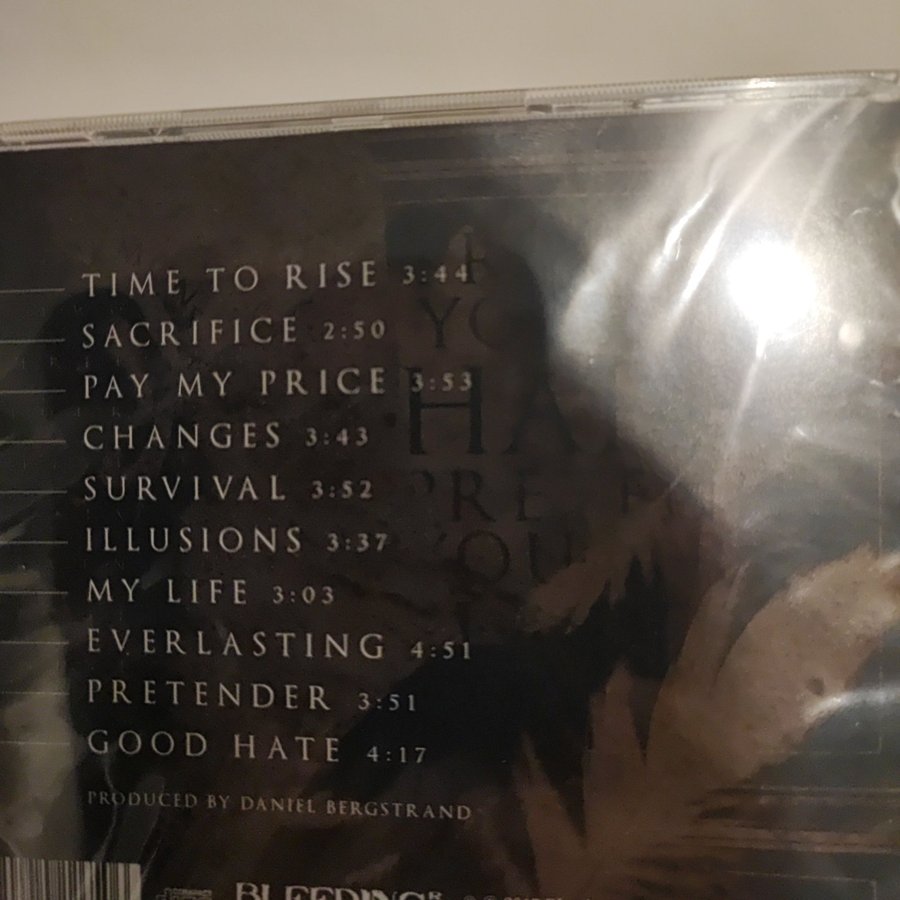 TIME TO RISE 3:44
SACRIFICE 2:50
PAY MY PRICE 3:53
CHANGES 3:43
SURVIVAL 3:52
ILLUSIONS 3:37
MY LIFE 3:03
EVERLASTING 4:51
PRETENDER 3:51
GOOD HATE 4:17
PRODUCED BY DANIEL BERGSTRAND
BLEEDING